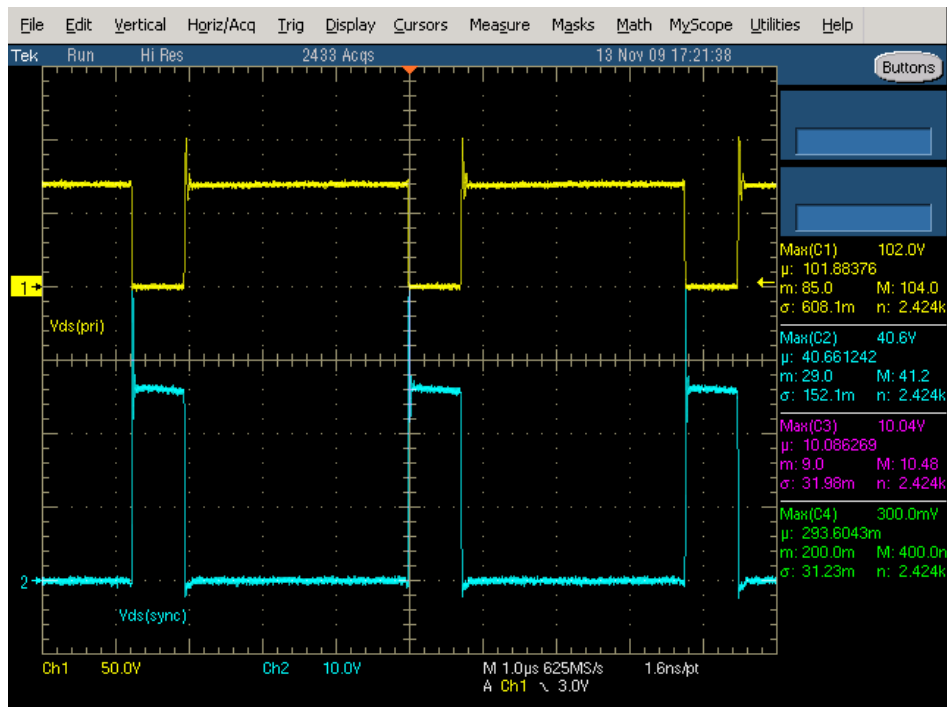 File Edit Vertical Horiz/Acq Trig Display Cursors Measure Masks Math MyScope Utilities Help
Tek Run Hi Res 2433 Acqs 13 Nov 09 17:21:38
Buttons
Max(C1) 102.0V
µ: 101.88376
m: 85.0 M: 104.0
σ: 608.1m n: 2.424k
1
Vds(pri)
Max(C2) 40.6V
µ: 40.661242
m: 29.0 M: 41.2
σ: 152.1m n: 2.424k
Max(C3) 10.04V
µ: 10.086269
m: 9.0 M: 10.48
σ: 31.98m n: 2.424k
Max(C4) 300.0mV
µ: 293.6043m
m: 200.0m M: 400.0m
σ: 31.23m n: 2.424k
2
Vds(sync)
Ch1 50.0V Ch2 10.0V M 1.0µs 625MS/s 1.6ns/pt
A Ch1 ↘ 3.0V